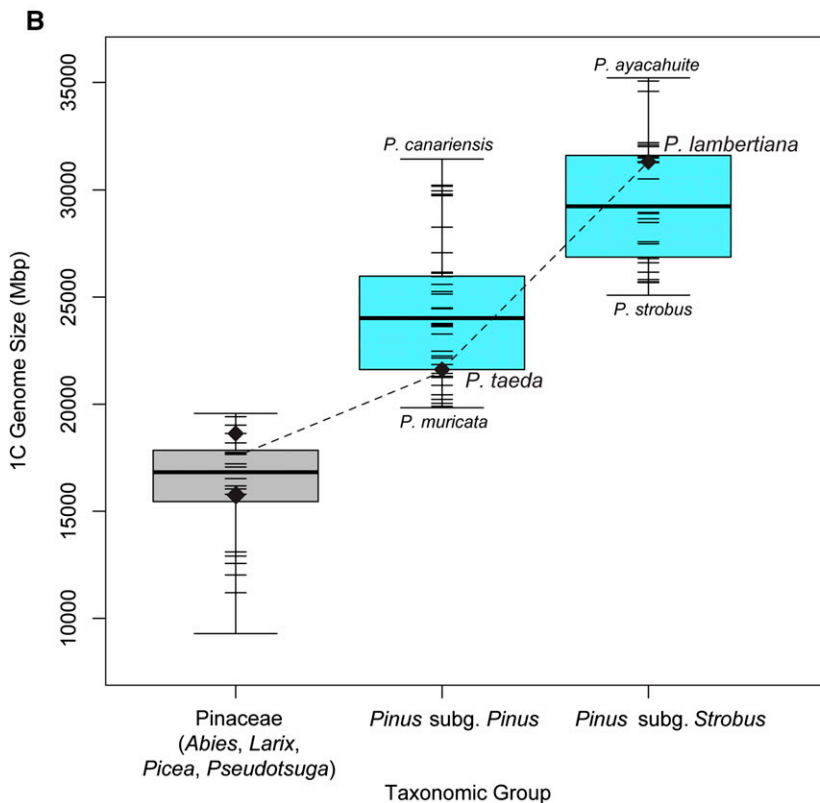 B
1C Genome Size (Mbp)
35000
30000
25000
20000
15000
10000
P. ayacahuite
P. lambertiana
P. canariensis
P. strobus
P. taeda
P. muricata
Pinaceae
(Abies, Larix,
Picea, Pseudotsuga)
Pinus subg. Pinus
Pinus subg. Strobus
Taxonomic Group